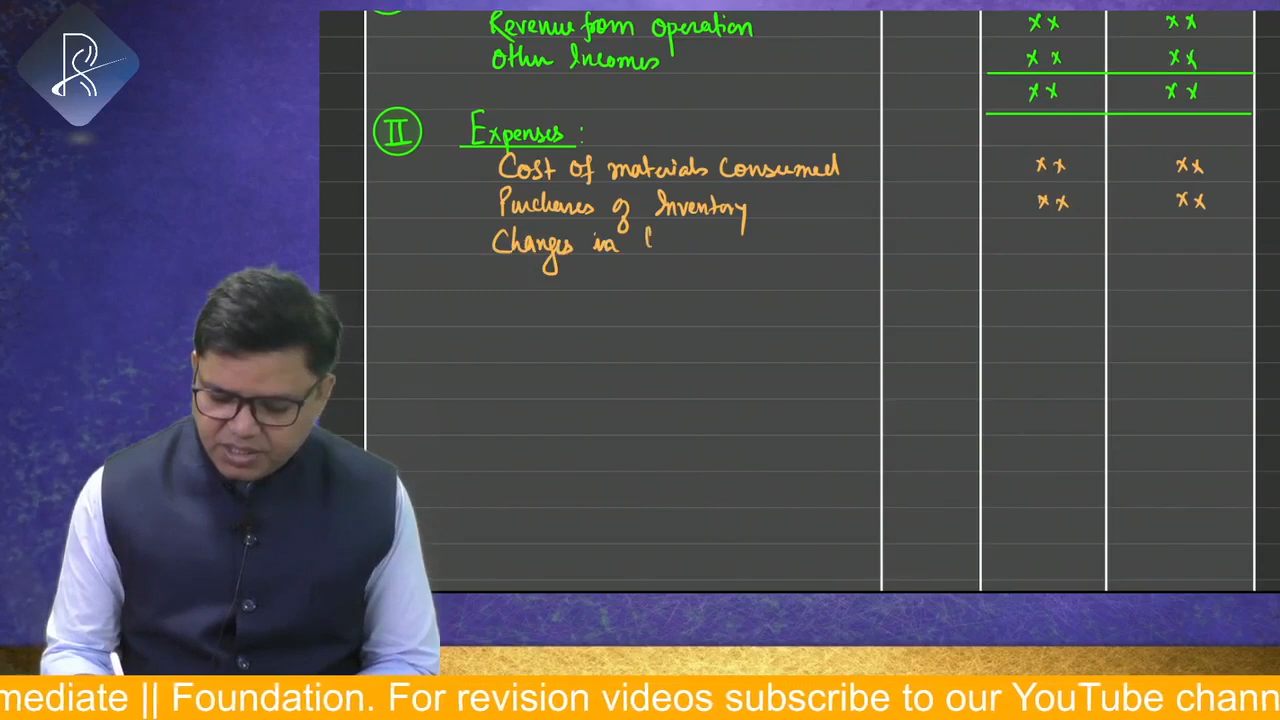 Revenue from operation xx xx
Other Incomes xx xx
xx xx
II Expenses :
Cost of materials Consumed xx xx
Purchases of Inventory xx xx
Changes in
mediate || Foundation. For revision videos subscribe to our YouTube chann